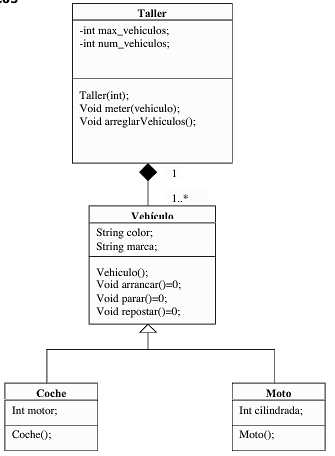 Taller
-int max_vehiculos;
-int num_vehiculos;
Taller(int);
Void meter(vehiculo);
Void arreglarVehiculos();
1
1..*
Vehículo
String color;
String marca;
Vehiculo();
Void arrancar()=0;
Void parar()=0;
Void repostar()=0;
Coche
Int motor;
Coche();
Moto
Int cilindrada;
Moto();